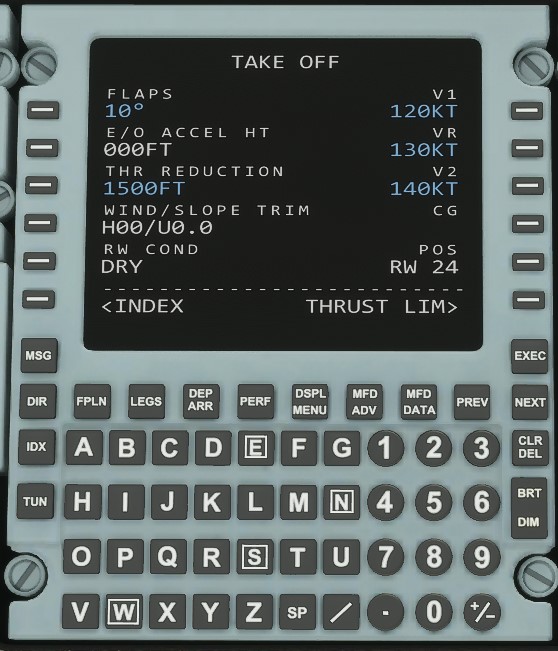 TAKE OFF
FLAPS V1
10° 120KT
E/O ACCEL HT VR
000FT 130KT
THR REDUCTION V2
1500FT 140KT
WIND/SLOPE TRIM CG
H00/U0.0
RW COND POS
DRY RW 24
--------------------------
<INDEX THRUST LIM>
MSG EXEC
DIR FPLN LEGS DEP ARR PERF DSPL MENU MFD ADV MFD DATA PREV NEXT
IDX A B C D E F G 1 2 3 CLR DEL
TUN H I J K L M N 4 5 6 BRT DIM
O P Q R S T U 7 8 9
V W X Y Z SP / . 0 +/-